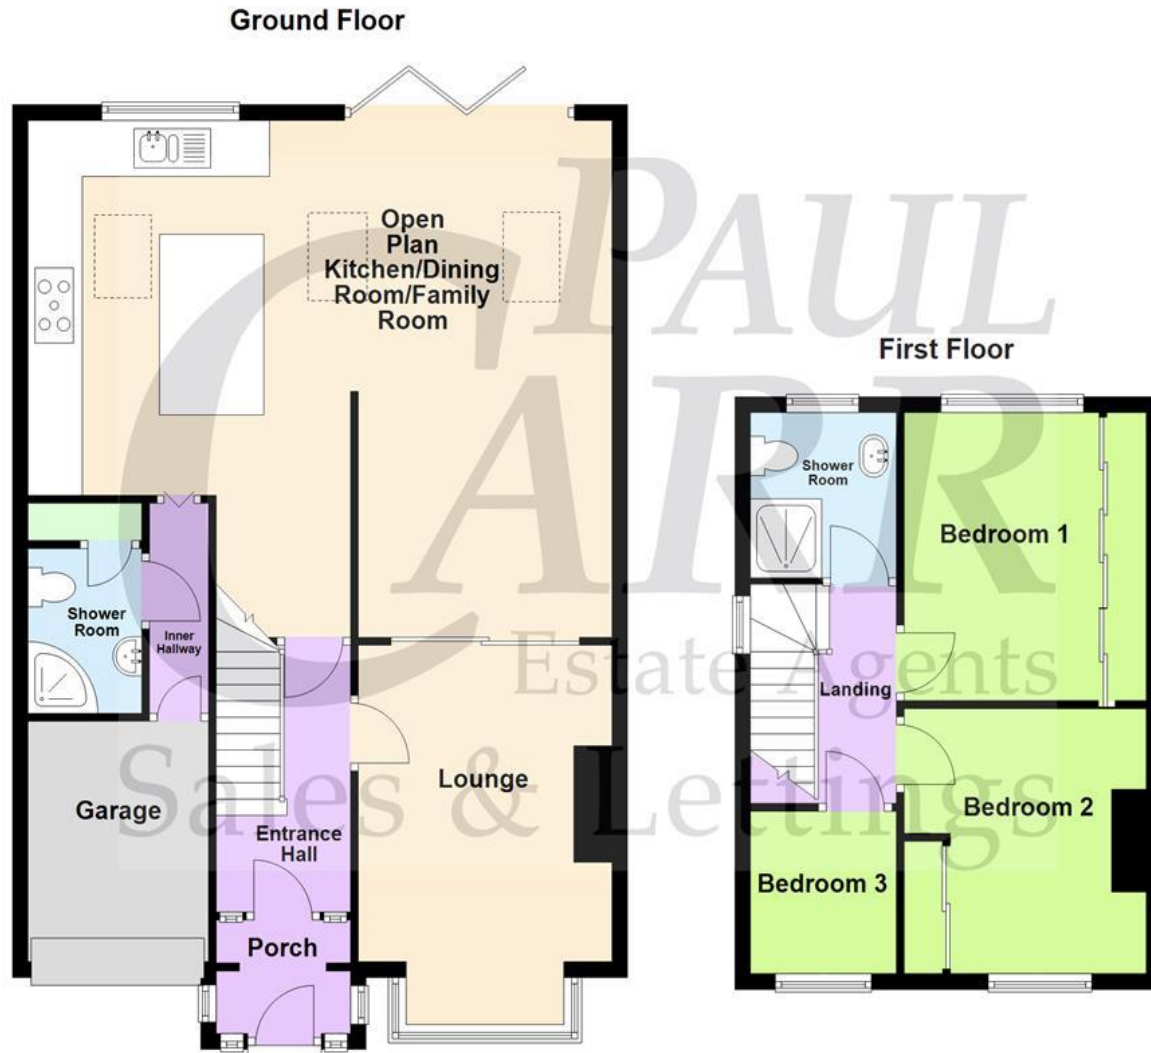 Ground Floor
Open
Plan
Kitchen/Dining
Room/Family
Room
Shower
Room
Inner
Hallway
Garage
Entrance
Hall
Porch
Lounge
First Floor
Shower
Room
Bedroom 1
Landing
Bedroom 2
Bedroom 3
PAUL
CARR
Estate Agents
Sales & Lettings